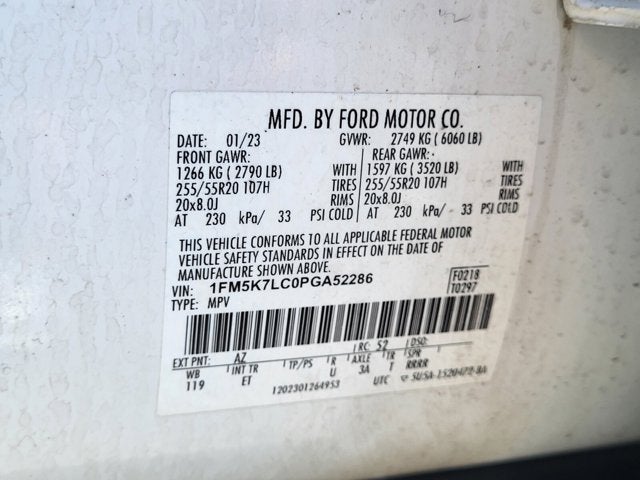 MFD. BY FORD MOTOR CO.
DATE: 01/23 GVWR: 2749 KG ( 6060 LB)
FRONT GAWR: REAR GAWR:
1266 KG ( 2790 LB) WITH 1597 KG ( 3520 LB) WITH
255/55R20 107H TIRES 255/55R20 107H TIRES
20x8.0J RIMS 20x8.0J RIMS
AT 230 kPa/ 33 PSI COLD AT 230 kPa/ 33 PSI COLD
THIS VEHICLE CONFORMS TO ALL APPLICABLE FEDERAL MOTOR
VEHICLE SAFETY STANDARDS IN EFFECT ON THE DATE OF
MANUFACTURE SHOWN ABOVE.
VIN: 1FM5K7LC0PGA52286 F0218
TYPE: MPV T0297
EXT PNT: AZ RC: 52 DSO:
WB INT TR TP/PS R AXLE TR SPR
119 ET U 3A T RRRR
1202301264953 UTC